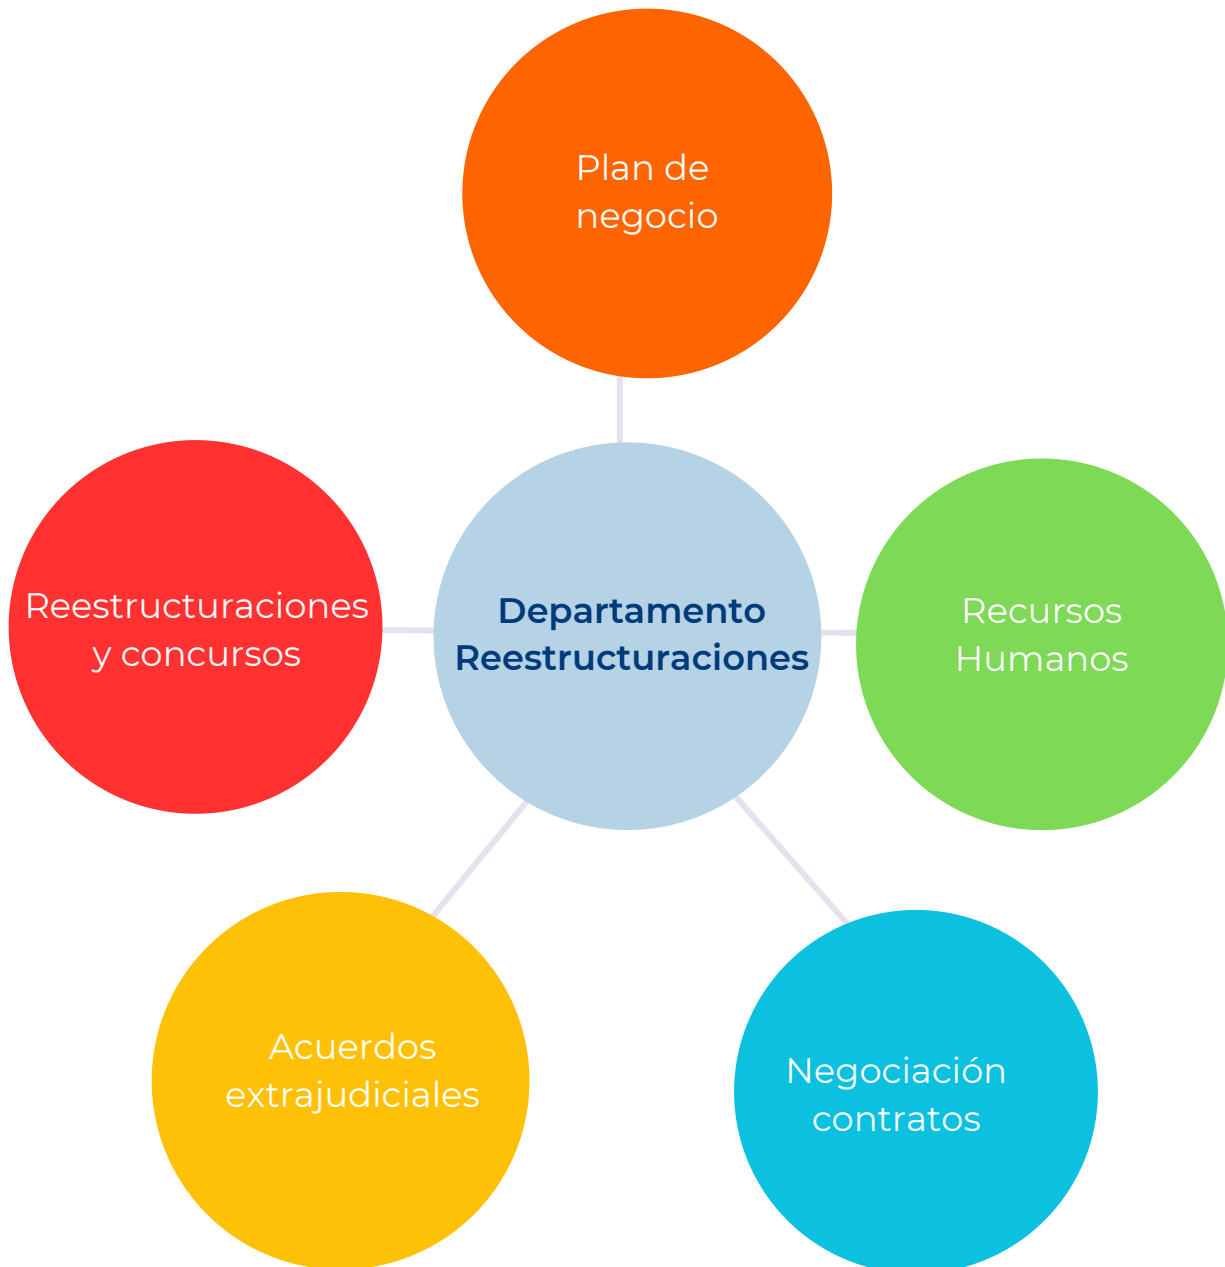 Plan de
negocio
Reestructuraciones
y concursos
Departamento
Reestructuraciones
Recursos
Humanos
Acuerdos
extrajudiciales
Negociación
contratos